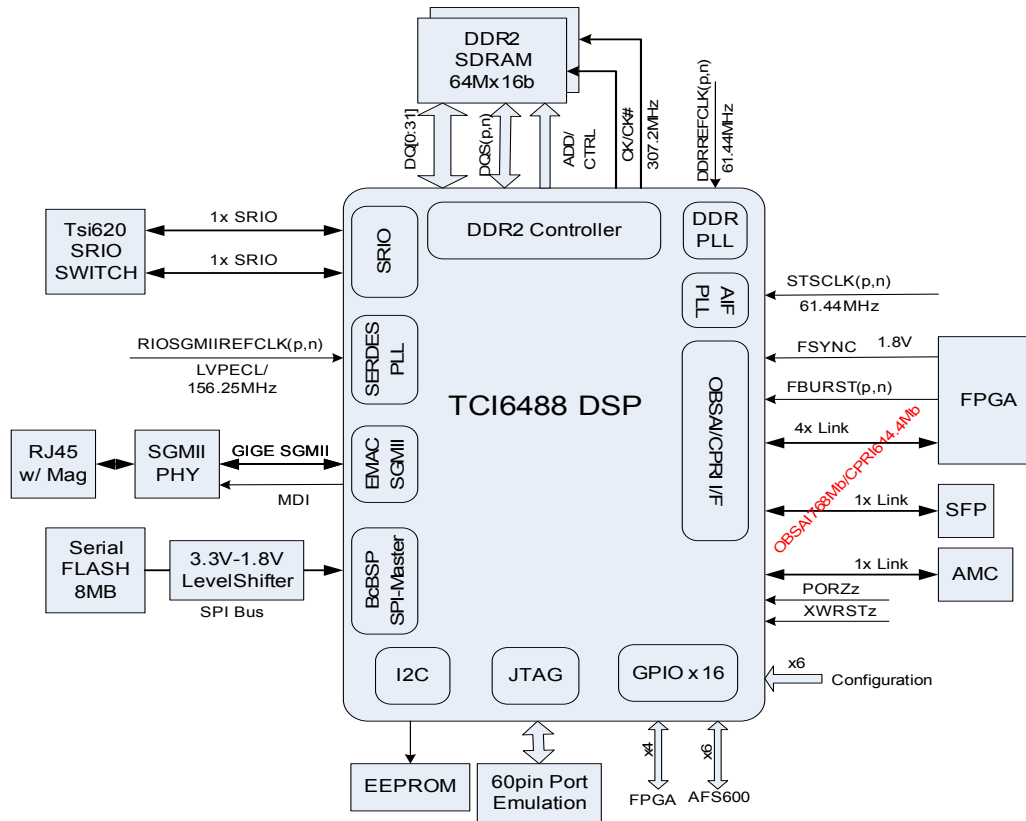 DDR2
SDRAM
64Mx16b
DQ[0:31]
DQS(p,n)
ADD/
CTRL
CK/CK#
307.2MHz
DDRREFCLK(p,n)
61.44MHz
Tsi620
SRIO
SWITCH
1x SRIO
1x SRIO
SRIO
DDR2 Controller
DDR
PLL
AIF
PLL
STSCLK(p,n)
61.44MHz
RIOSGMIIREFCLK(p,n)
LVPECL/
156.25MHz
SERDES
PLL
TCI6488 DSP
OBSAI/CPRI I/F
FSYNC
1.8V
FBURST(p,n)
4x Link
FPGA
OBSAI768Mb/CPRI614.4Mb
RJ45
w/ Mag
SGMII
PHY
GIGE SGMII
MDI
EMAC
SGMII
1x Link
SFP
Serial
FLASH
8MB
3.3V-1.8V
LevelShifter
SPI Bus
BcBSP
SPI-Master
1x Link
AMC
PORZz
XWRSTz
I2C
JTAG
GPIO x 16
x6
Configuration
EEPROM
60pin Port
Emulation
x4
FPGA
x6
AFS600